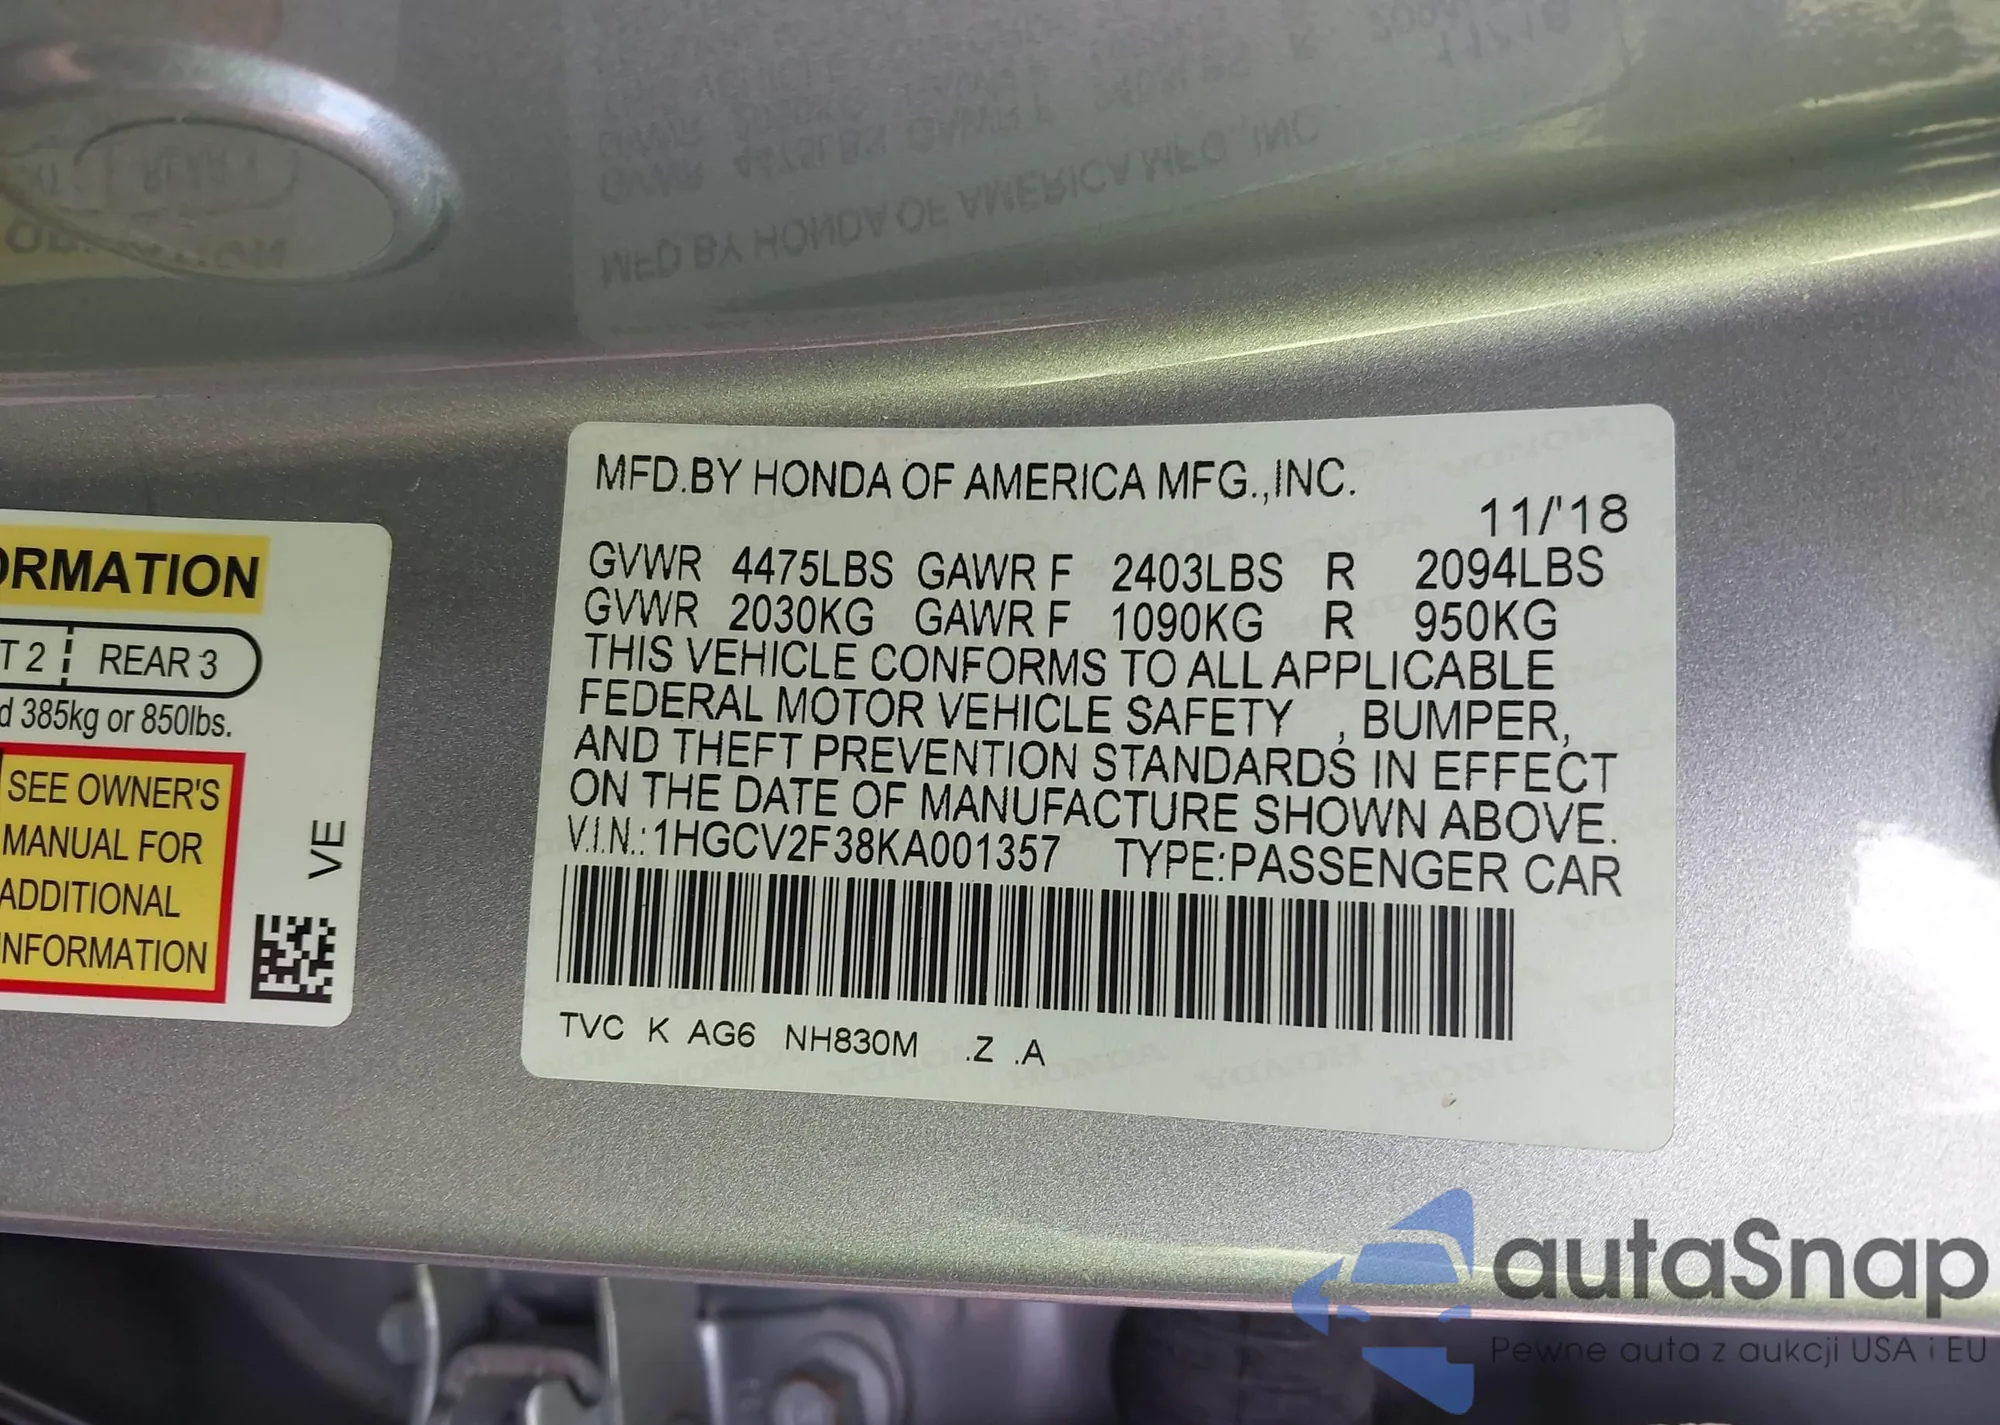 MFD.BY HONDA OF AMERICA MFG.,INC.
11/'18
GVWR 4475LBS GAWR F 2403LBS R 2094LBS
GVWR 2030KG GAWR F 1090KG R 950KG
THIS VEHICLE CONFORMS TO ALL APPLICABLE
FEDERAL MOTOR VEHICLE SAFETY , BUMPER,
AND THEFT PREVENTION STANDARDS IN EFFECT
ON THE DATE OF MANUFACTURE SHOWN ABOVE.
V.I.N.: 1HGCV2F38KA001357 TYPE:PASSENGER CAR
TVC K AG6 NH830M .Z .A
ORMATION
T 2 REAR 3
d 385kg or 850lbs.
SEE OWNER'S
MANUAL FOR
ADDITIONAL
INFORMATION
VE
autaSnap
Pewne auta z aukcji USA i EU